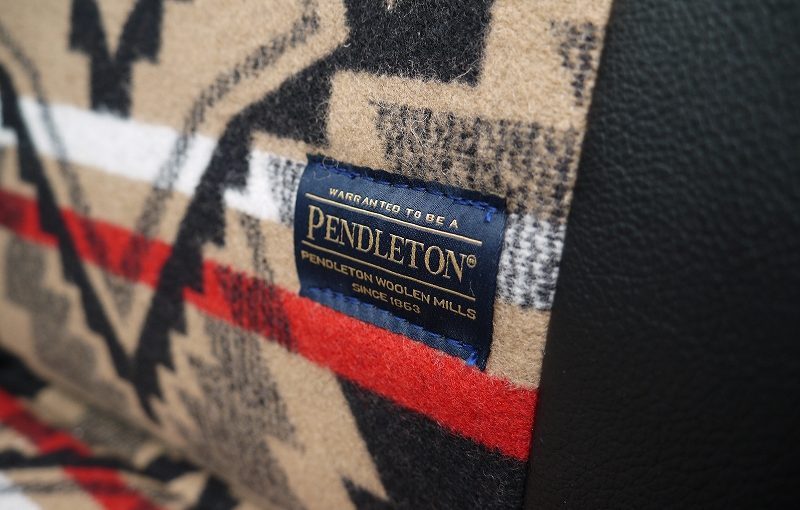 WARRANTED TO BE A
PENDLETON®
PENDLETON WOOLEN MILLS
SINCE 1863